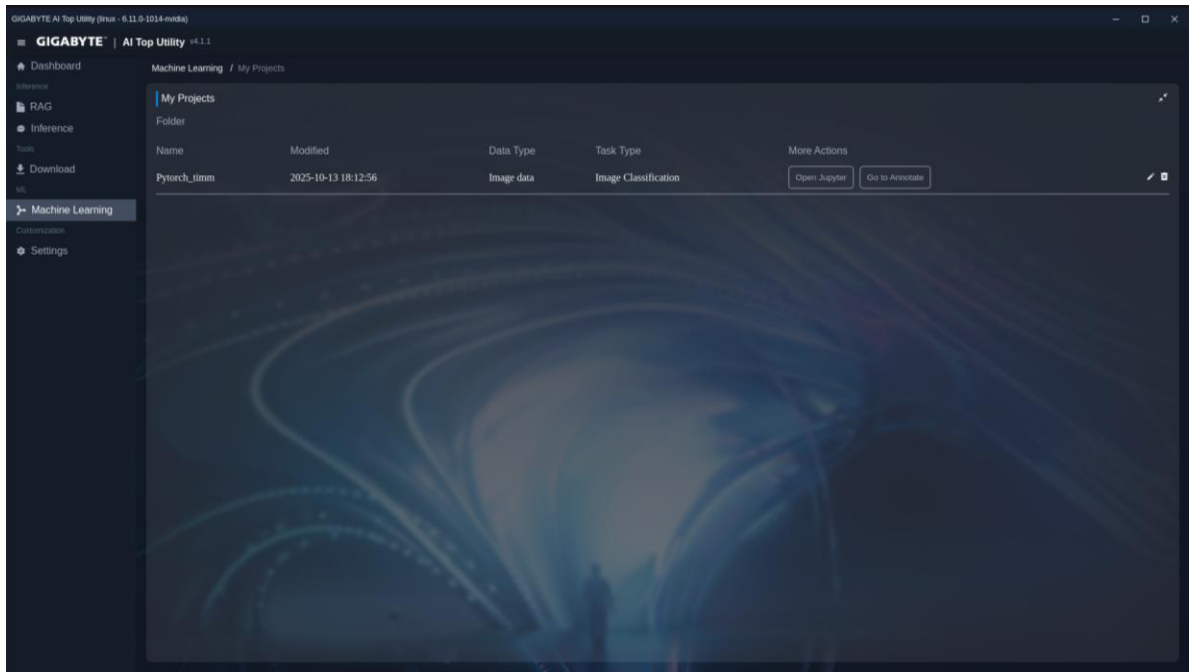 GIGABYTE AI Top Utility (linux - 6.11.0-1014-nvidia)
GIGABYTE™ | AI Top Utility v4.1.1
Dashboard
Inference
RAG
Inference
Tools
Download
ML
Machine Learning
Customization
Settings
Machine Learning / My Projects
My Projects
Folder
Name Modified Data Type Task Type More Actions
Pytorch_timm 2025-10-13 18:12:56 Image data Image Classification Open Jupyter Go to Annotate